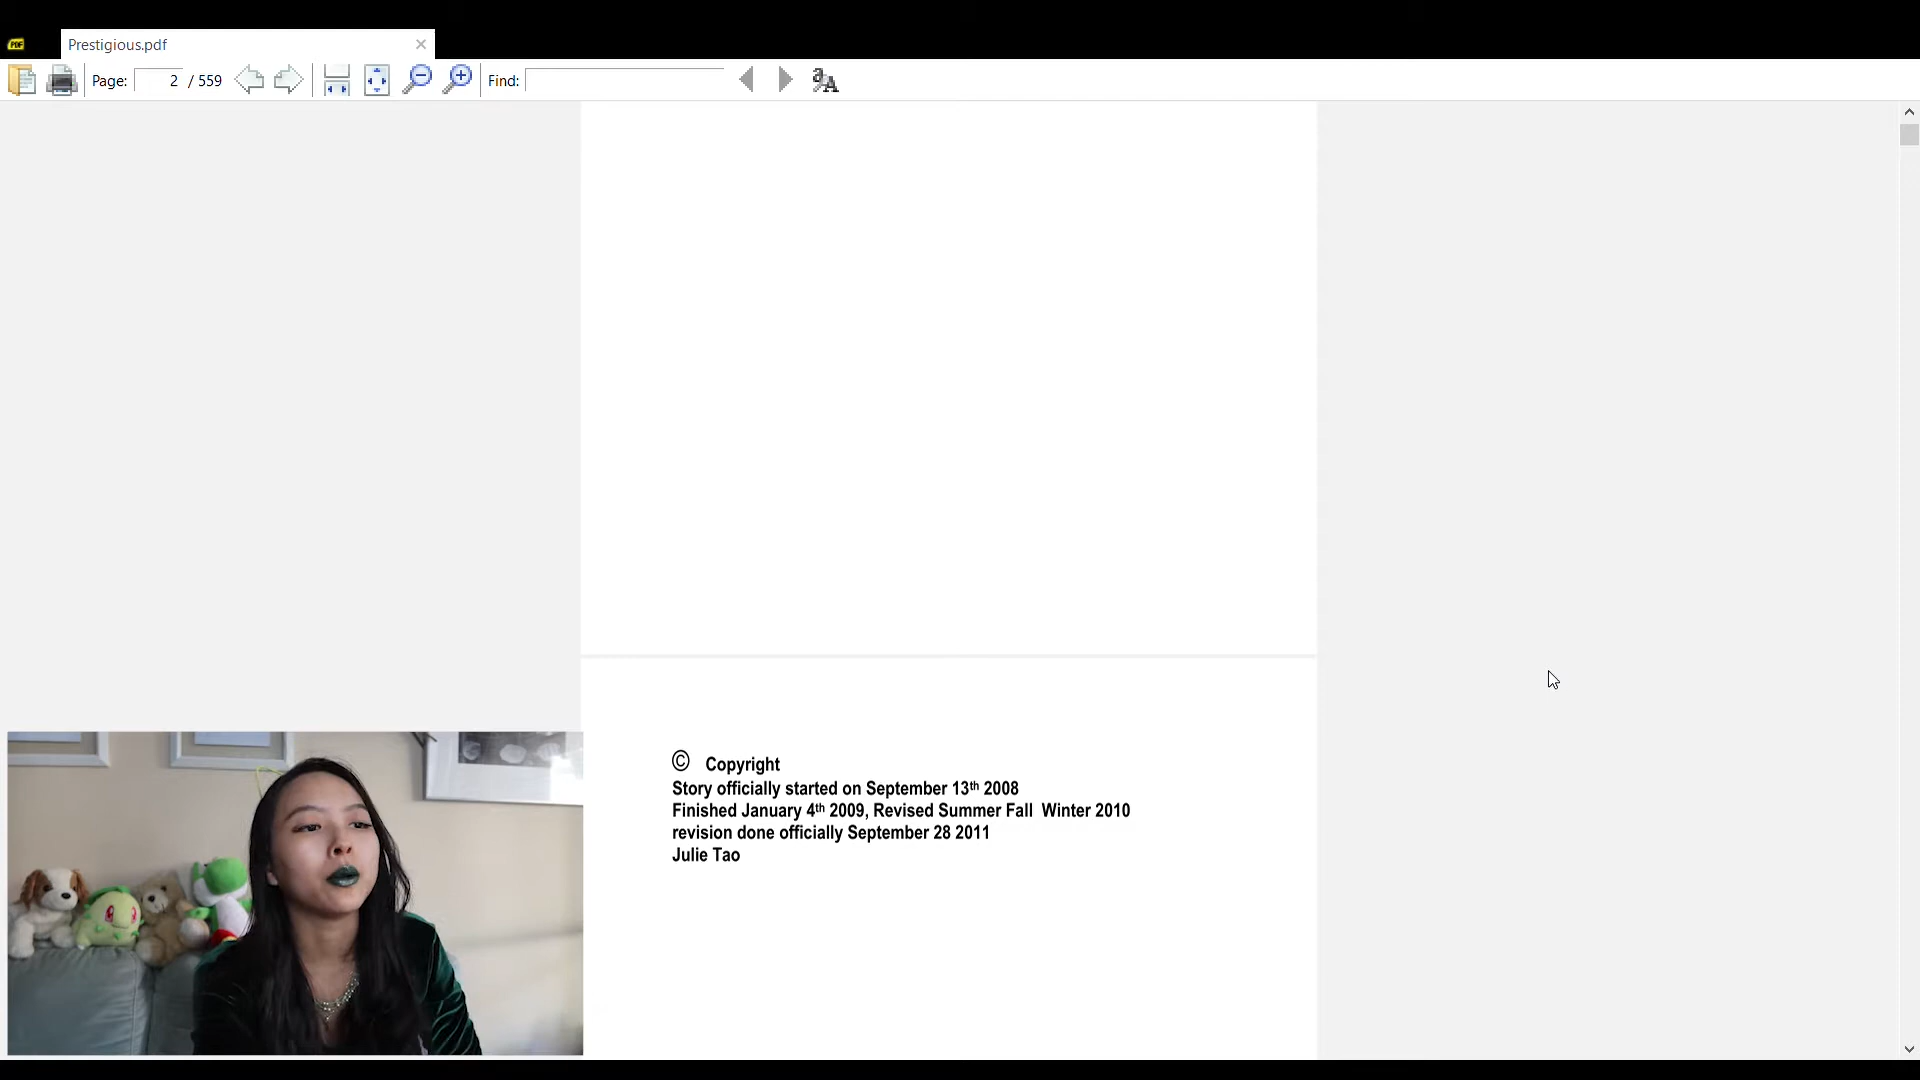 Prestigious.pdf
Page: 2 / 559 Find:
© Copyright
Story officially started on September 13th 2008
Finished January 4th 2009, Revised Summer Fall Winter 2010
revision done officially September 28 2011
Julie Tao